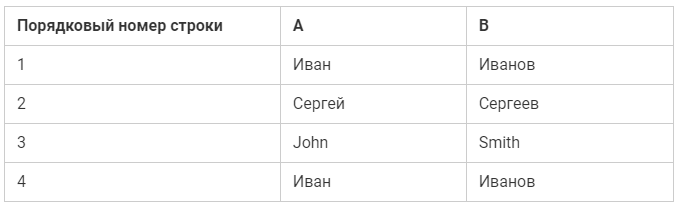 Порядковый номер строки A B
1 Иван Иванов
2 Сергей Сергеев
3 John Smith
4 Иван Иванов